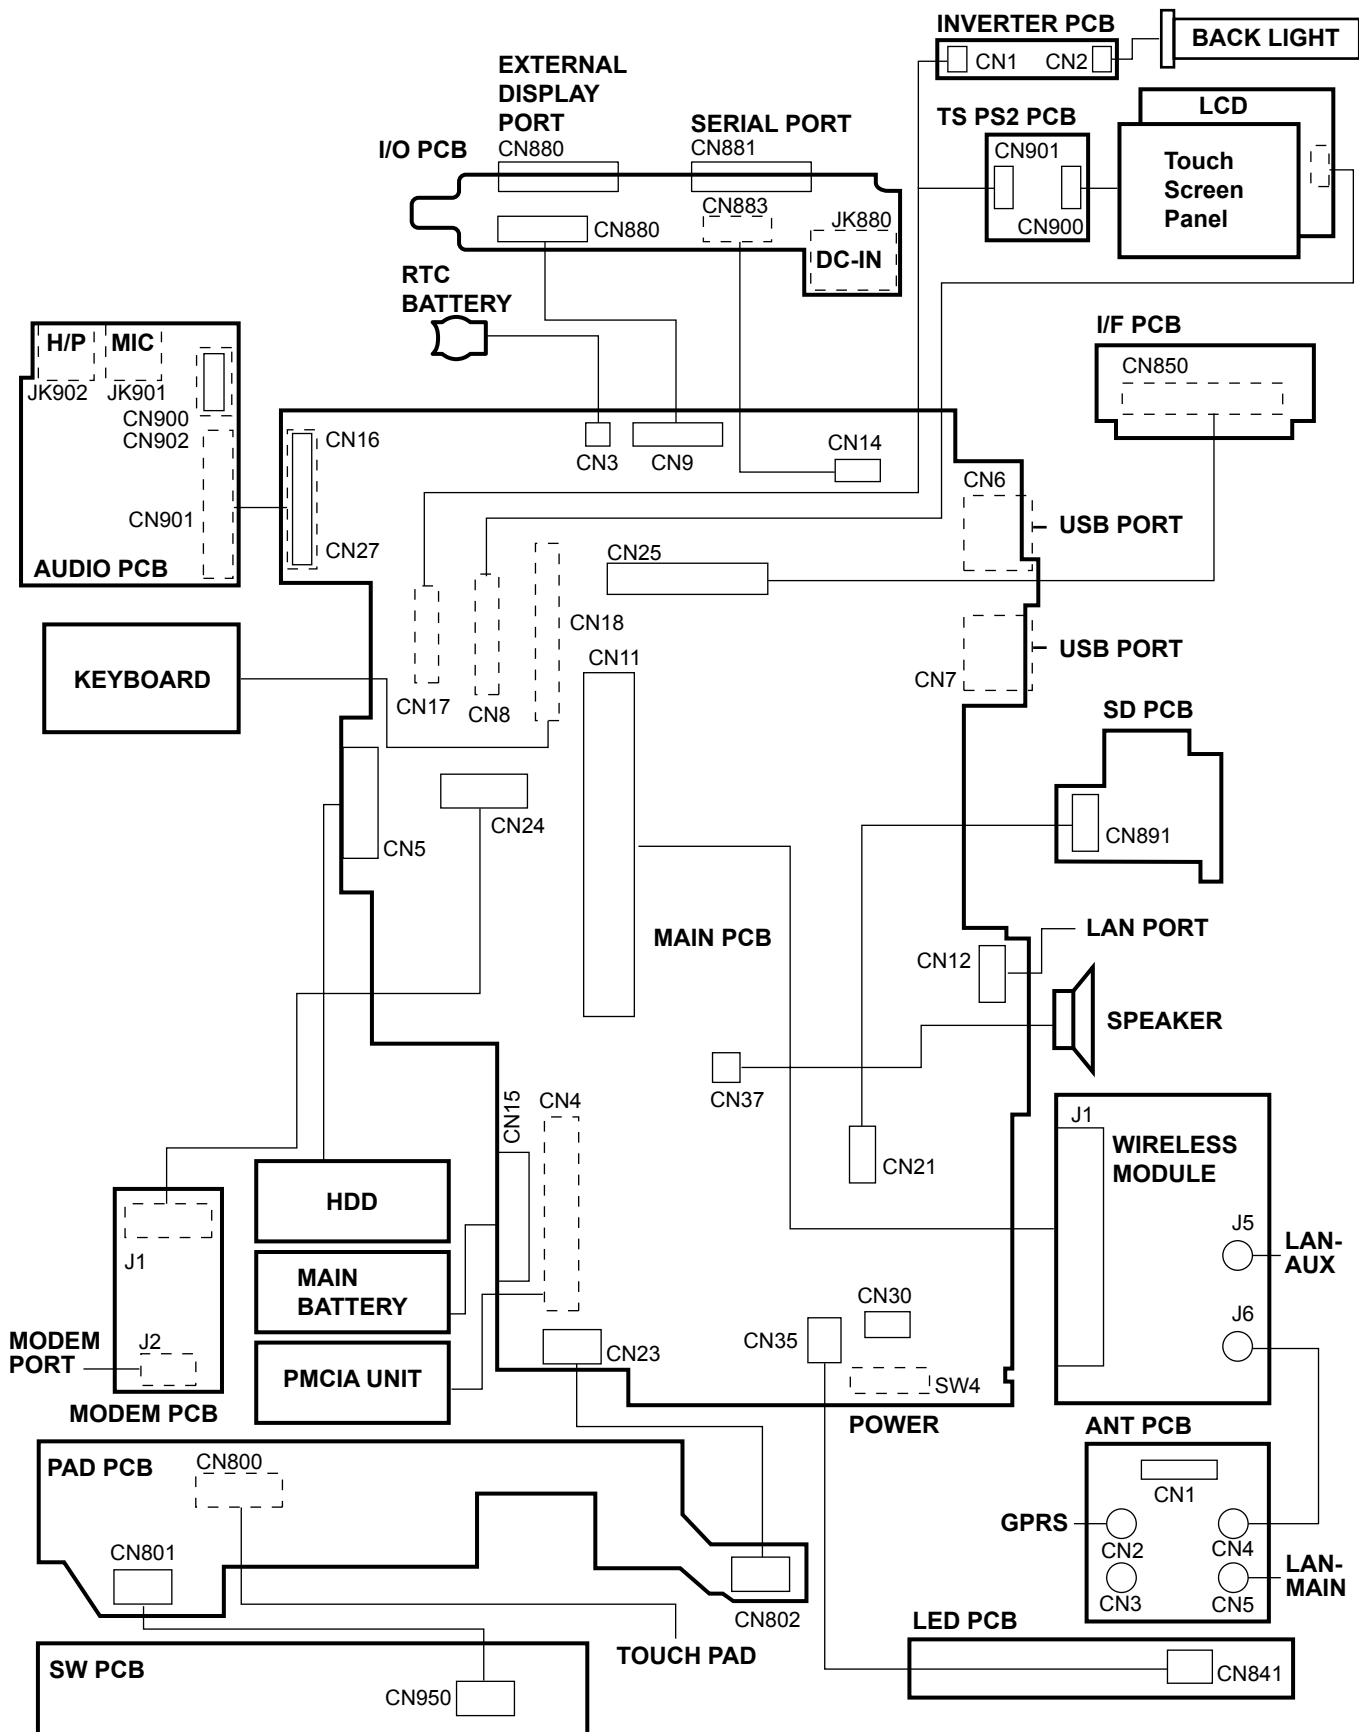 INVERTER PCB
BACK LIGHT
CN1
CN2
EXTERNAL
DISPLAY
PORT
CN880
SERIAL PORT
CN881
I/O PCB
CN880
CN883
JK880
DC-IN
TS PS2 PCB
CN901
CN900
LCD
Touch
Screen
Panel
RTC
BATTERY
I/F PCB
CN850
H/P
MIC
JK902
JK901
CN900
CN902
CN901
AUDIO PCB
CN16
CN27
CN3
CN9
CN14
CN6
USB PORT
CN25
CN18
CN11
CN17
CN8
CN7
USB PORT
KEYBOARD
SD PCB
CN891
CN5
CN24
MAIN PCB
LAN PORT
CN12
SPEAKER
CN37
CN15
CN4
CN21
J1
WIRELESS
MODULE
J5
LAN-
AUX
J6
HDD
MAIN
BATTERY
PMCIA UNIT
J1
J2
MODEM
PORT
MODEM PCB
CN23
CN30
CN35
SW4
POWER
ANT PCB
CN1
GPRS
CN2
CN4
CN3
CN5
LAN-
MAIN
PAD PCB
CN800
CN801
CN802
TOUCH PAD
LED PCB
CN841
SW PCB
CN950